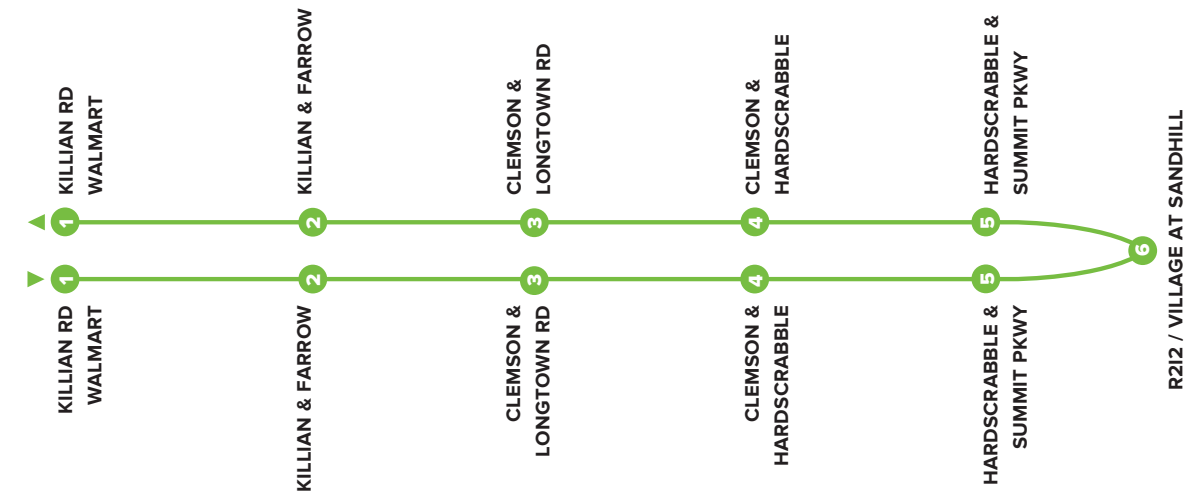 KILLIAN RD
WALMART
KILLIAN & FARROW
CLEMSON &
LONGTOWN RD
CLEMSON &
HARDSCRABBLE
HARDSCRABBLE &
SUMMIT PKWY
1
2
3
4
5
1
2
3
4
5
6
R2I2 / VILLAGE AT SANDHILL
KILLIAN RD
WALMART
KILLIAN & FARROW
CLEMSON &
LONGTOWN RD
CLEMSON &
HARDSCRABBLE
HARDSCRABBLE &
SUMMIT PKWY